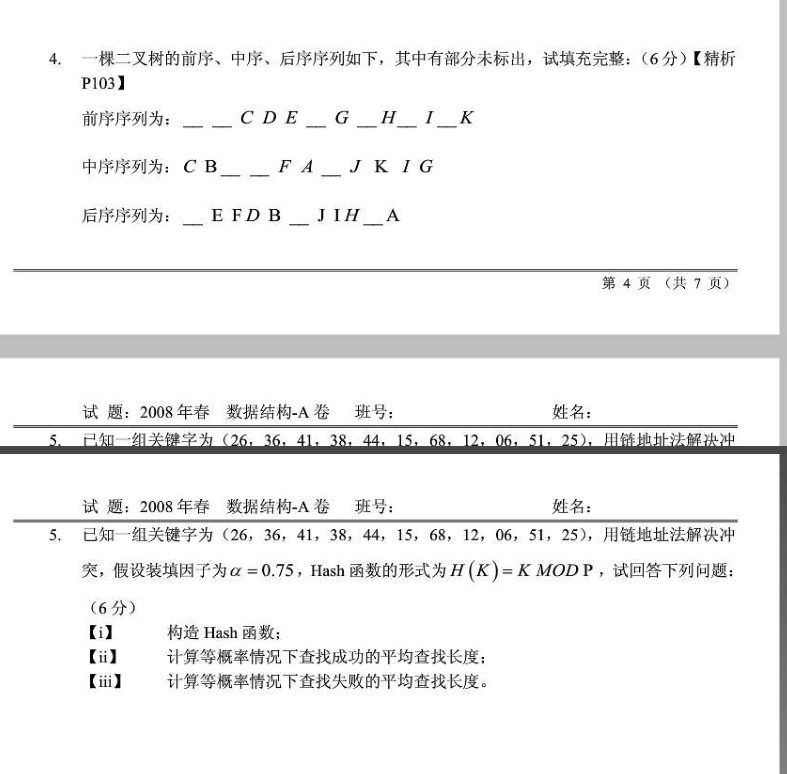 4. 一棵二叉树的前序、中序、后序序列如下，其中有部分未标出，试填充完整：（6 分）【精析
P103】
前序序列为：__ __ C D E __ G __ H __ I __ K
中序序列为：C B __ __ F A __ J K I G
后序序列为：__ E F D B __ J I H __ A
第 4 页 （共 7 页）
试 题：2008 年春 数据结构-A 卷 班号： 姓名：
5. 已知一组关键字为（26，36，41，38，44，15，68，12，06，51，25），用链地址法解决冲
试 题：2008 年春 数据结构-A 卷 班号： 姓名：
5. 已知一组关键字为（26，36，41，38，44，15，68，12，06，51，25），用链地址法解决冲
突，假设装填因子为 α = 0.75，Hash 函数的形式为 H (K) = K MOD P，试回答下列问题：
（6 分）
【i】 构造 Hash 函数；
【ii】 计算等概率情况下查找成功的平均查找长度；
【iii】 计算等概率情况下查找失败的平均查找长度。